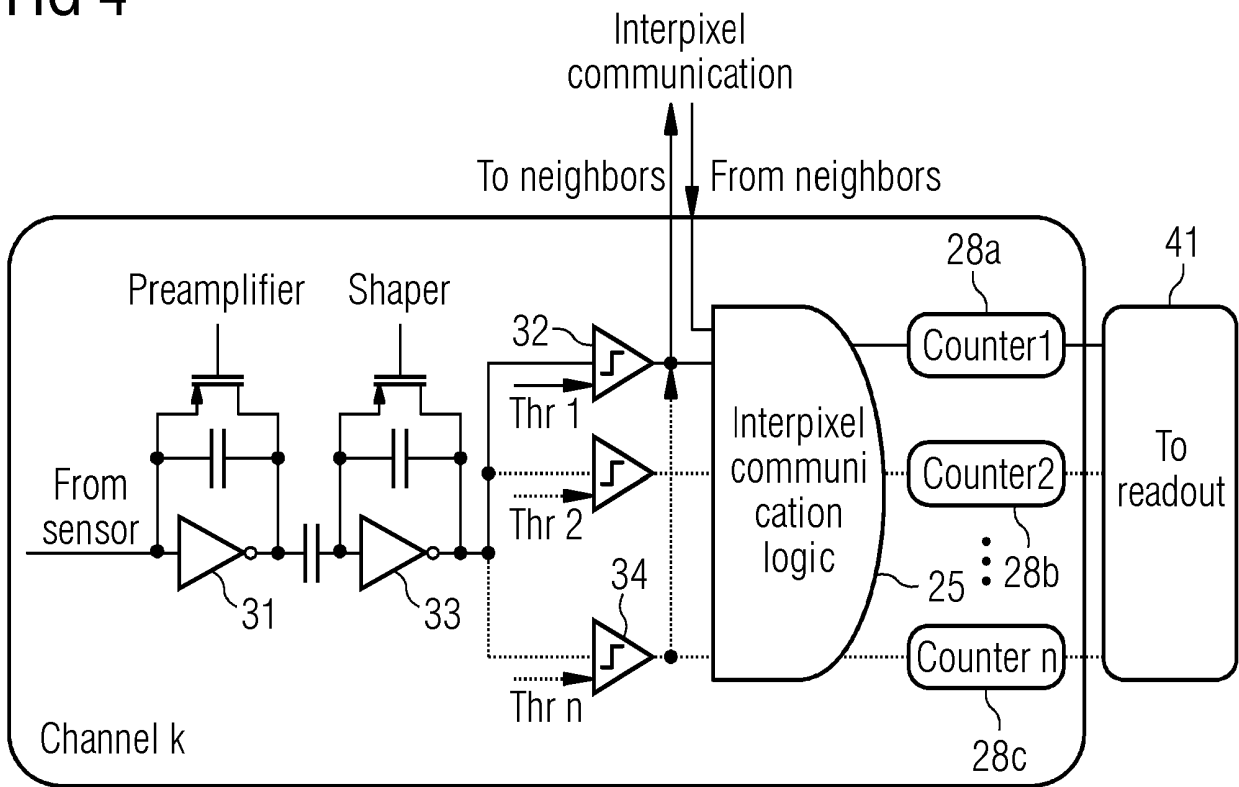 FIG 4
Interpixel
communication
To neighbors
From neighbors
28a
41
Preamplifier
Shaper
32
Counter1
Thr 1
From
sensor
Interpixel
communi
cation
logic
Counter2
To
readout
Thr 2
34
31
33
25
28b
Counter n
Thr n
Channel k
28c